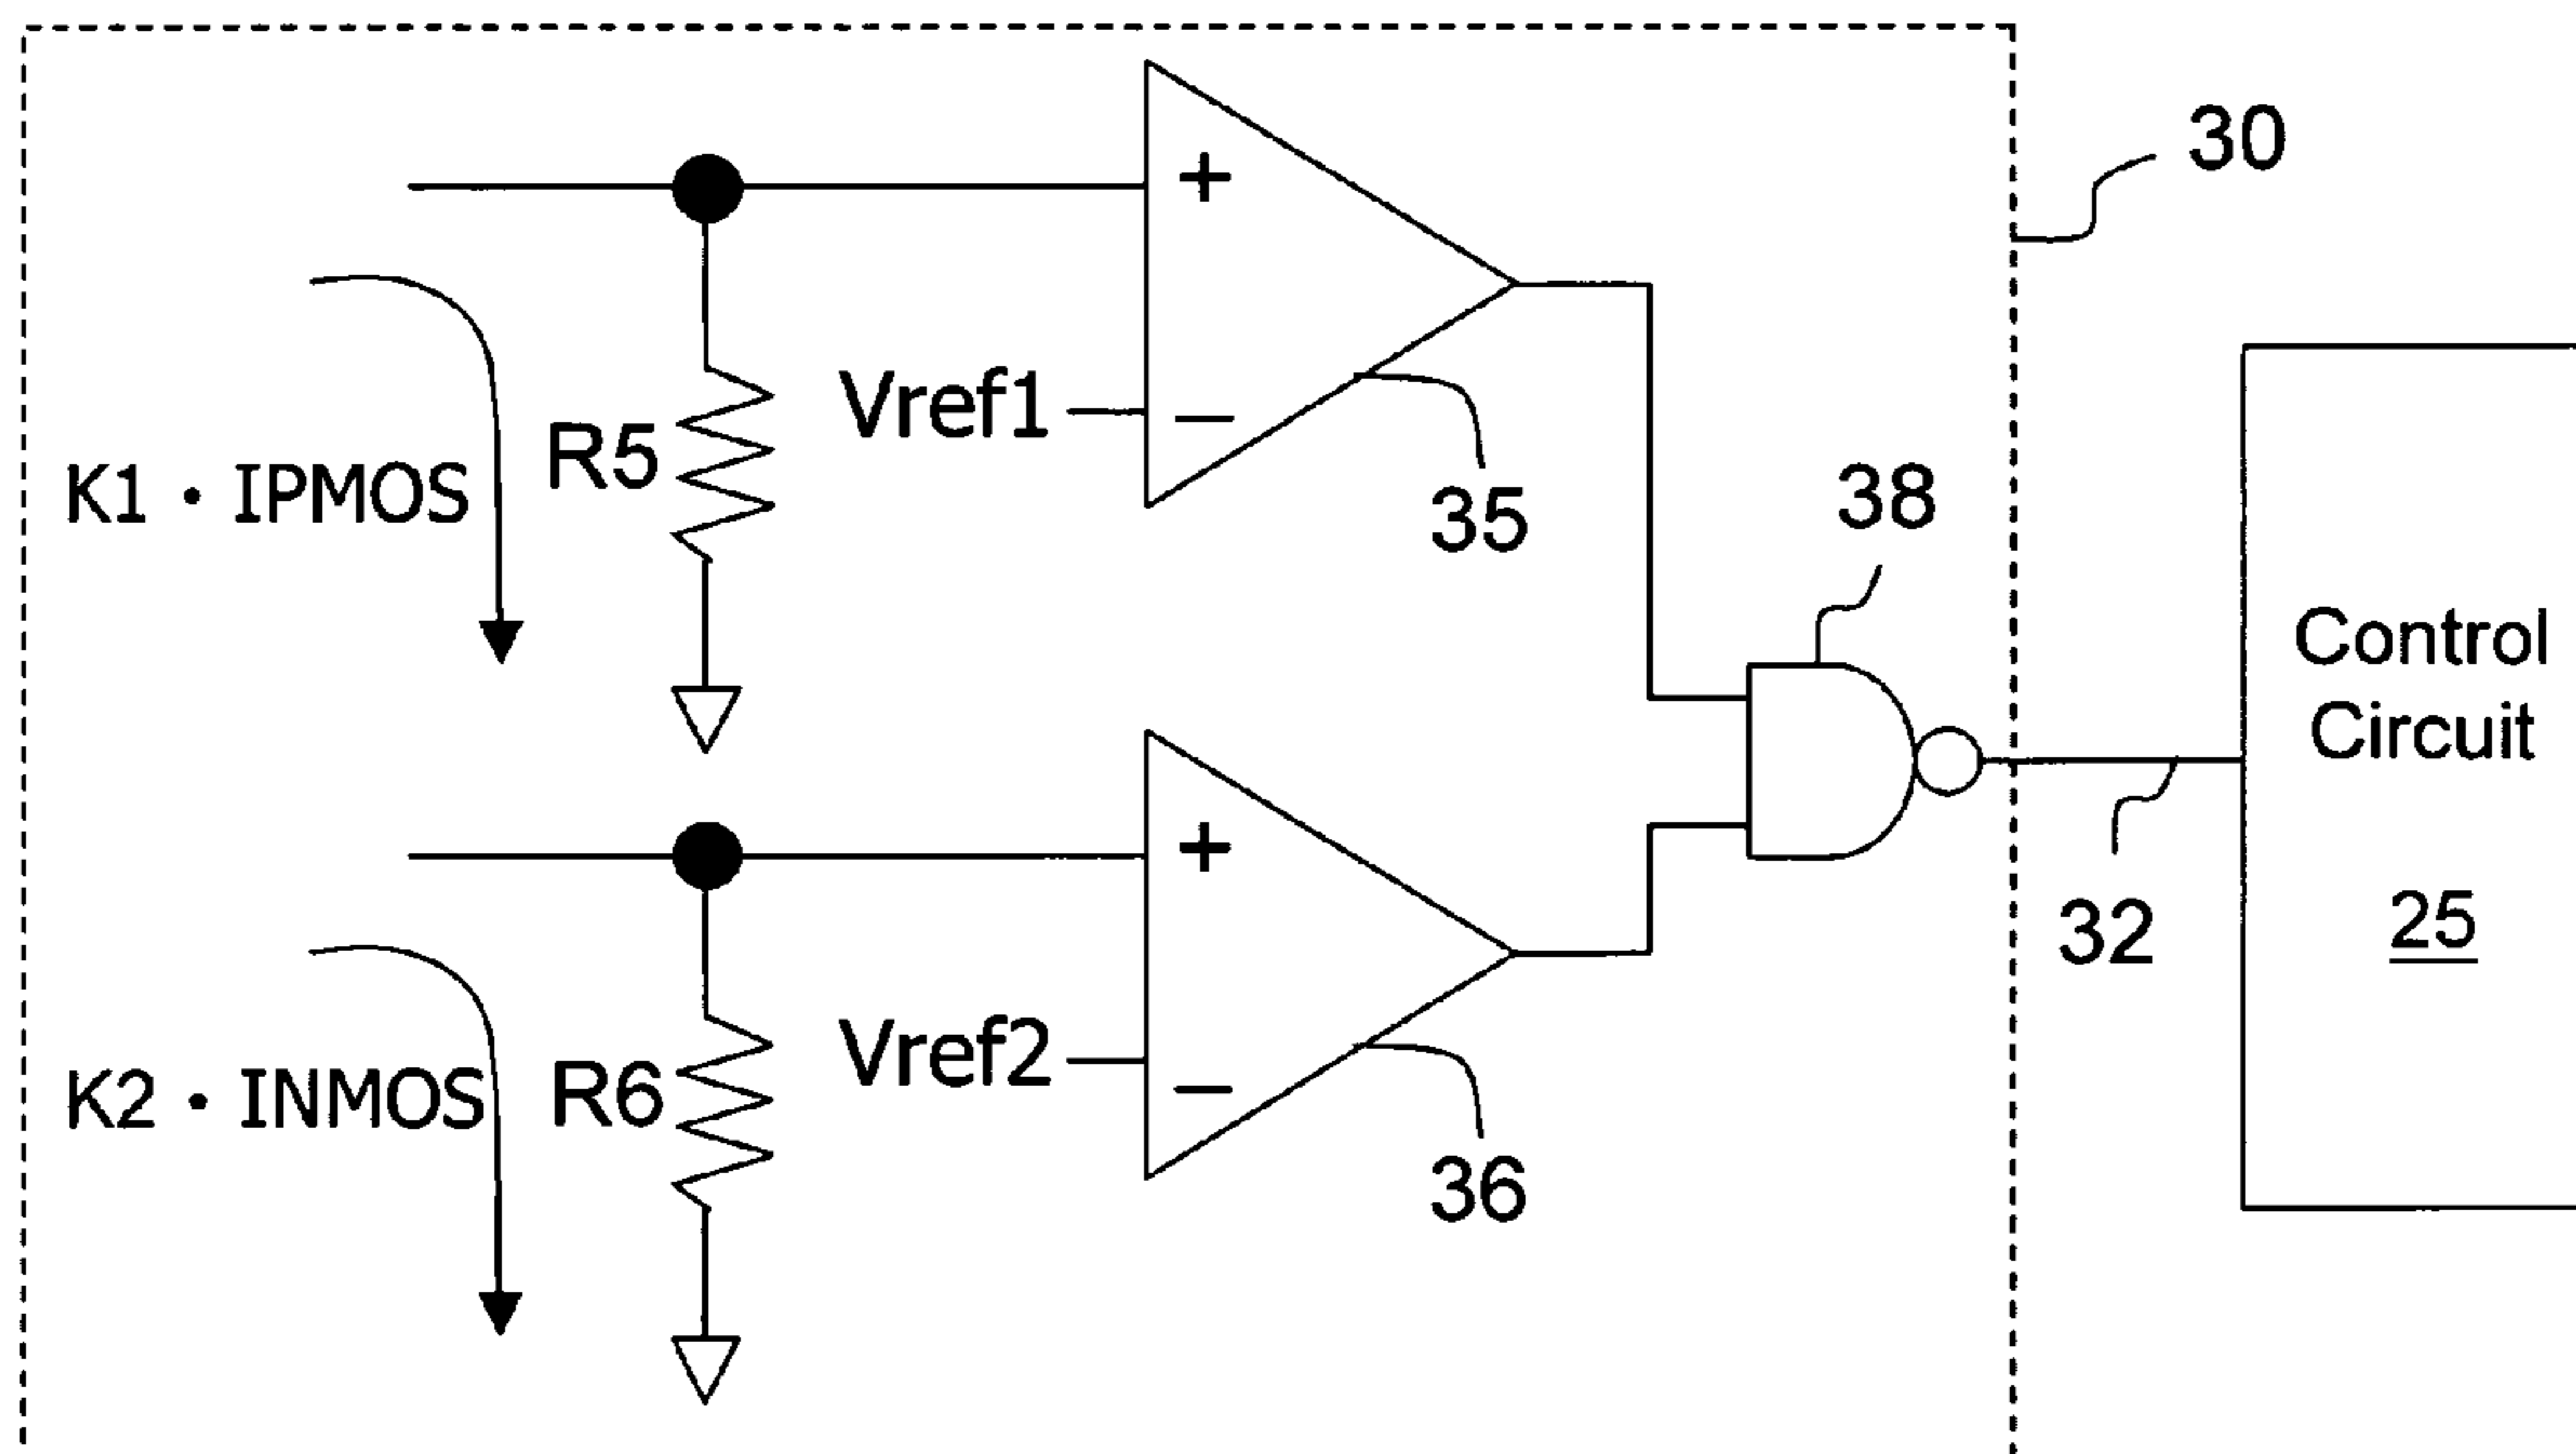 30
+
Vref1
−
R5
K1 · IPMOS
35
38
Control
Circuit
25
32
+
Vref2
−
R6
K2 · INMOS
36